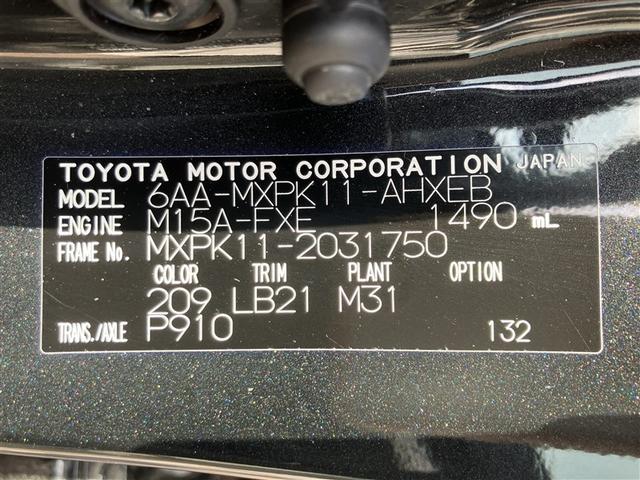 TOYOTA MOTOR CORPORATION JAPAN
MODEL 6AA-MXPK11-AHXEB
ENGINE M15A-FXE 1490 mL
FRAME No. MXPK11-2031750
COLOR TRIM PLANT OPTION
209 LB21 M31
TRANS./AXLE P910 132